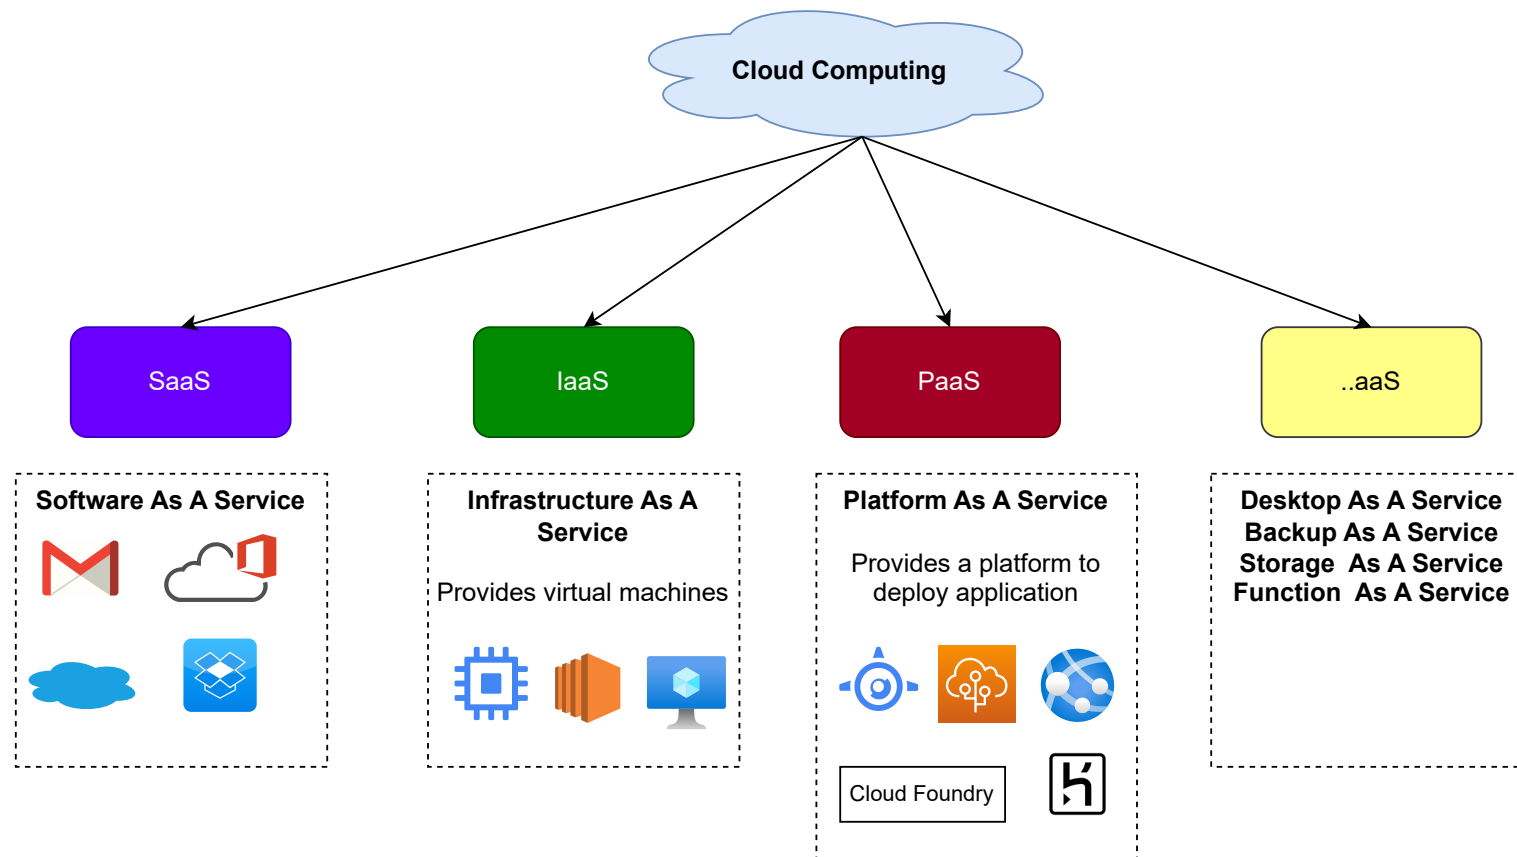 Cloud Computing
SaaS
IaaS
PaaS
..aaS
Software As A Service
Infrastructure As A
Service
Provides virtual machines
Platform As A Service
Provides a platform to
deploy application
Cloud Foundry
Desktop As A Service
Backup As A Service
Storage  As A Service
Function  As A Service